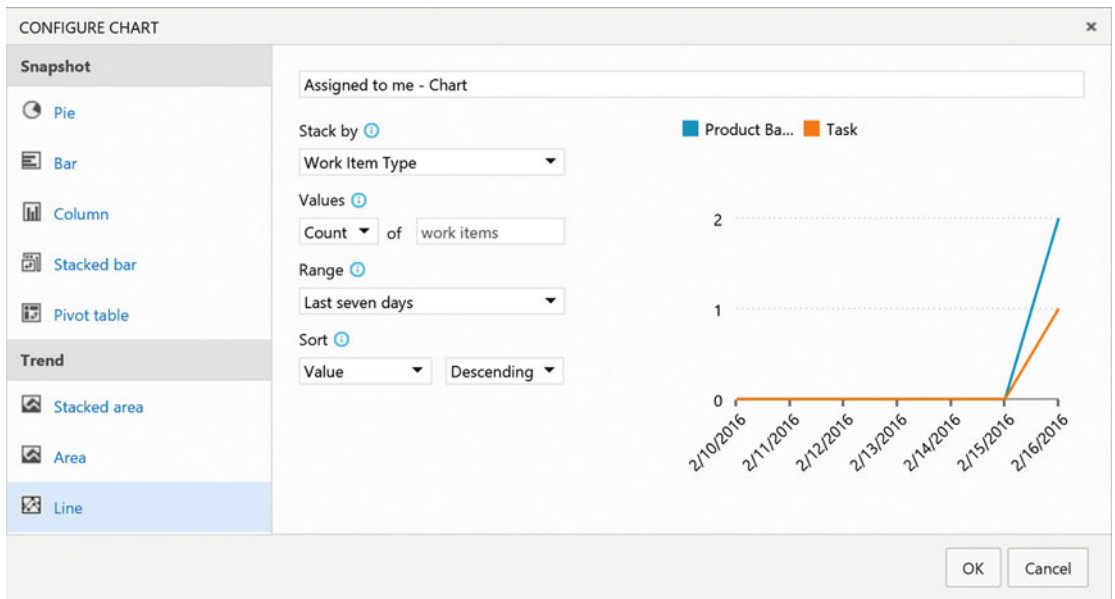 CONFIGURE CHART
Snapshot
Pie
Bar
Column
Stacked bar
Pivot table
Trend
Stacked area
Area
Line
Assigned to me - Chart
Stack by
Work Item Type
Values
Count of work items
Range
Last seven days
Sort
Value Descending
Product Ba... Task
2
1
0
2/10/2016 2/11/2016 2/12/2016 2/13/2016 2/14/2016 2/15/2016 2/16/2016
OK Cancel